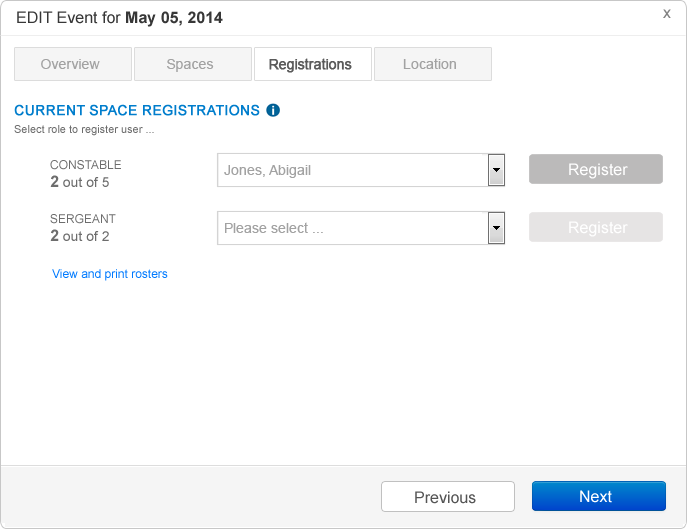 EDIT Event for May 05, 2014
x
Overview
Spaces
Registrations
Location
CURRENT SPACE REGISTRATIONS i
Select role to register user ...
CONSTABLE
2 out of 5
Jones, Abigail
Register
SERGEANT
2 out of 2
Please select ...
Register
View and print rosters
Previous
Next